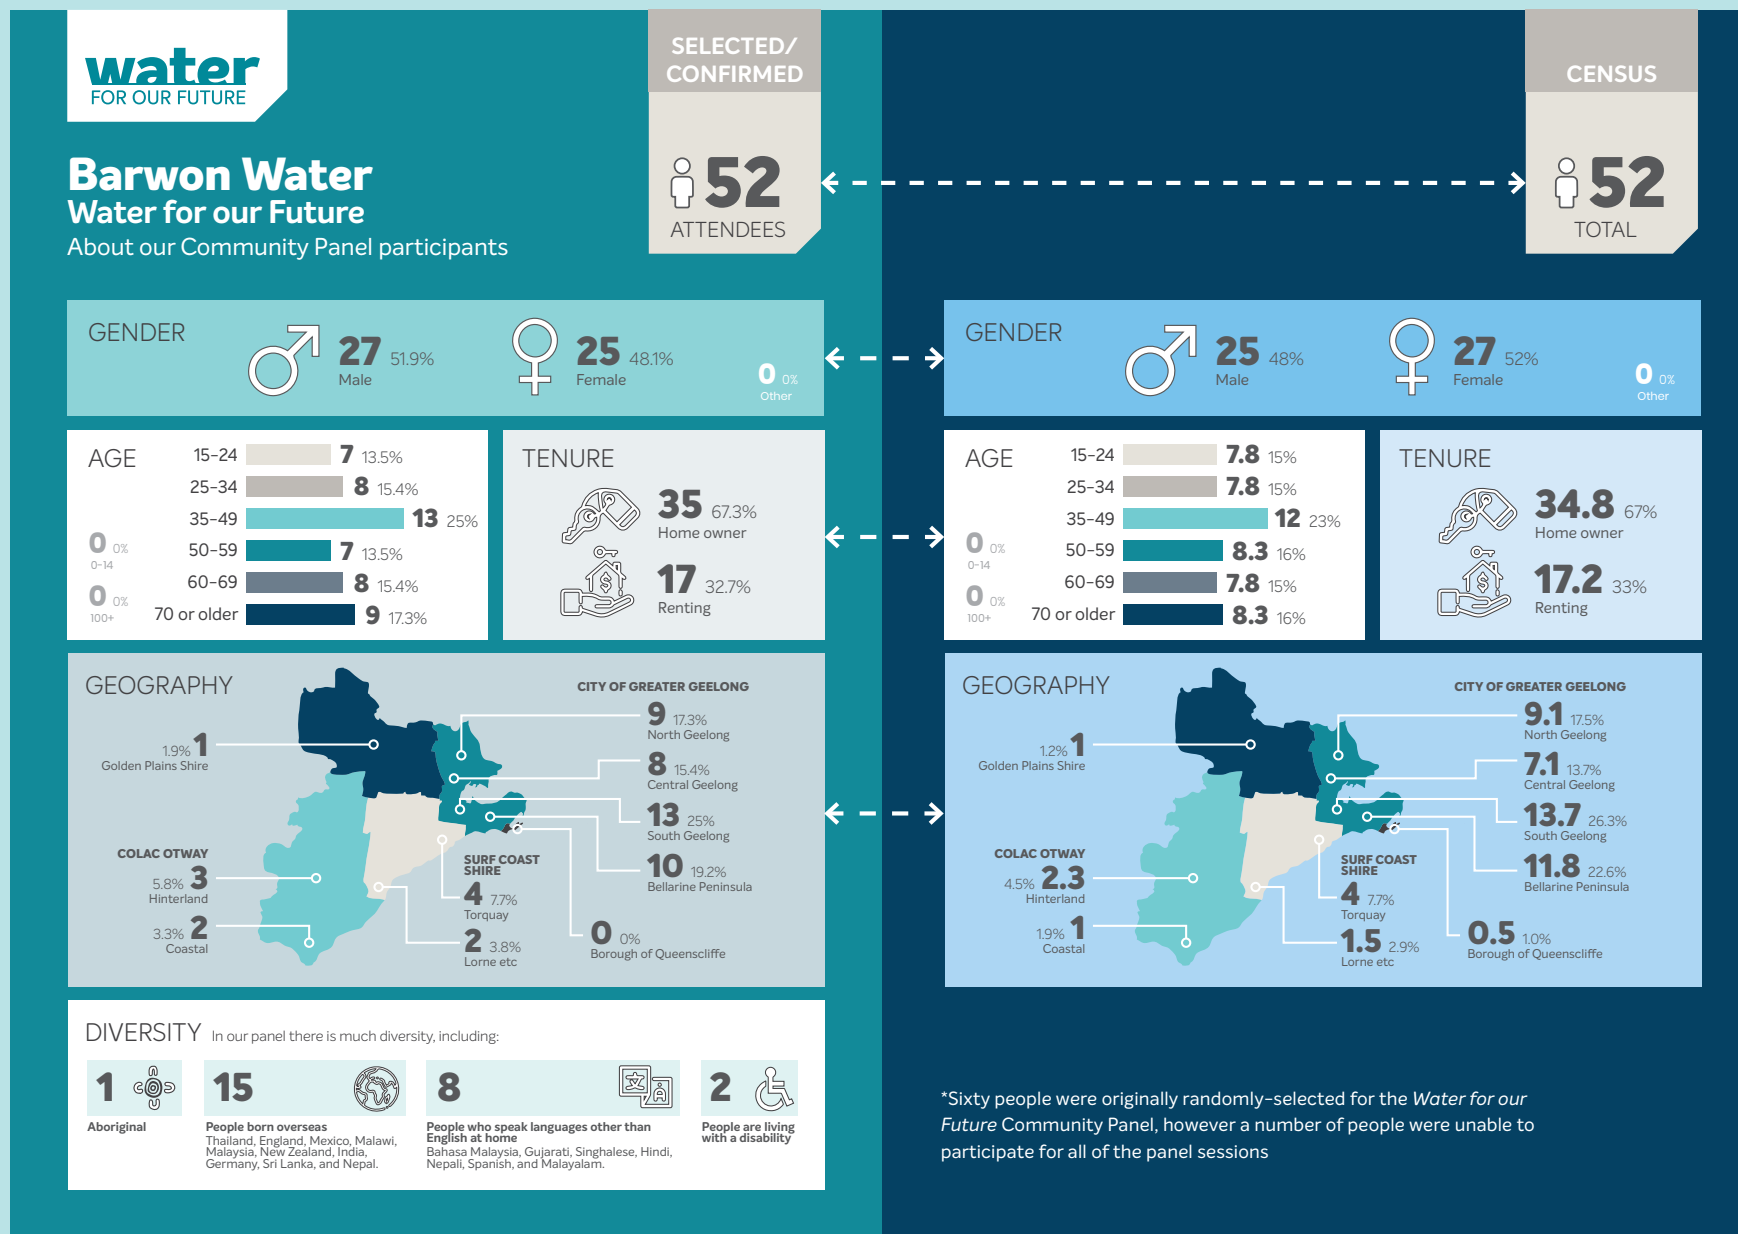 water
FOR OUR FUTURE
Barwon Water
Water for our Future
About our Community Panel participants
SELECTED/
CONFIRMED
52
ATTENDEES
CENSUS
52
TOTAL
GENDER
27 51.9%
Male
25 48.1%
Female
0 0%
Other
AGE
15-24 7 13.5%
25-34 8 15.4%
35-49 13 25%
50-59 7 13.5%
60-69 8 15.4%
70 or older 9 17.3%
0 0%
0-14
0 0%
100+
TENURE
35 67.3%
Home owner
17 32.7%
Renting
GEOGRAPHY
1.9% 1
Golden Plains Shire
COLAC OTWAY
5.8% 3
Hinterland
3.3% 2
Coastal
CITY OF GREATER GEELONG
9 17.3%
North Geelong
8 15.4%
Central Geelong
13 25%
South Geelong
10 19.2%
Bellarine Peninsula
SURF COAST
SHIRE
4 7.7%
Torquay
2 3.8%
Lorne etc
0 0%
Borough of Queenscliffe
DIVERSITY In our panel there is much diversity, including:
1
Aboriginal
15
People born overseas
Thailand, England, Mexico, Malawi,
Malaysia, New Zealand, India,
Germany, Sri Lanka, and Nepal.
8
People who speak languages other than
English at home
Bahasa Malaysia, Gujarati, Singhalese, Hindi,
Nepali, Spanish, and Malayalam.
2
People are living
with a disability
GENDER
25 48%
Male
27 52%
Female
0 0%
Other
AGE
15-24 7.8 15%
25-34 7.8 15%
35-49 12 23%
50-59 8.3 16%
60-69 7.8 15%
70 or older 8.3 16%
0 0%
0-14
0 0%
100+
TENURE
34.8 67%
Home owner
17.2 33%
Renting
GEOGRAPHY
1.2% 1
Golden Plains Shire
COLAC OTWAY
4.5% 2.3
Hinterland
1.9% 1
Coastal
CITY OF GREATER GEELONG
9.1 17.5%
North Geelong
7.1 13.7%
Central Geelong
13.7 26.3%
South Geelong
11.8 22.6%
Bellarine Peninsula
SURF COAST
SHIRE
4 7.7%
Torquay
1.5 2.9%
Lorne etc
0.5 1.0%
Borough of Queenscliffe
*Sixty people were originally randomly-selected for the Water for our
Future Community Panel, however a number of people were unable to
participate for all of the panel sessions